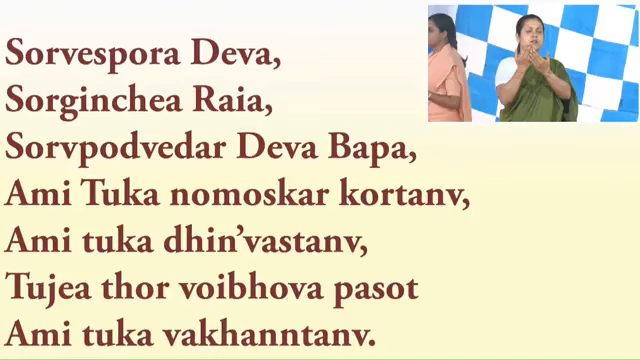 Sorvespora Deva,
Sorginchea Raia,
Sorvpodvedar Deva Bapa,
Ami Tuka nomoskar kortanv,
Ami tuka dhin’vastanv,
Tujea thor voibhova pasot
Ami tuka vakhanntanv.